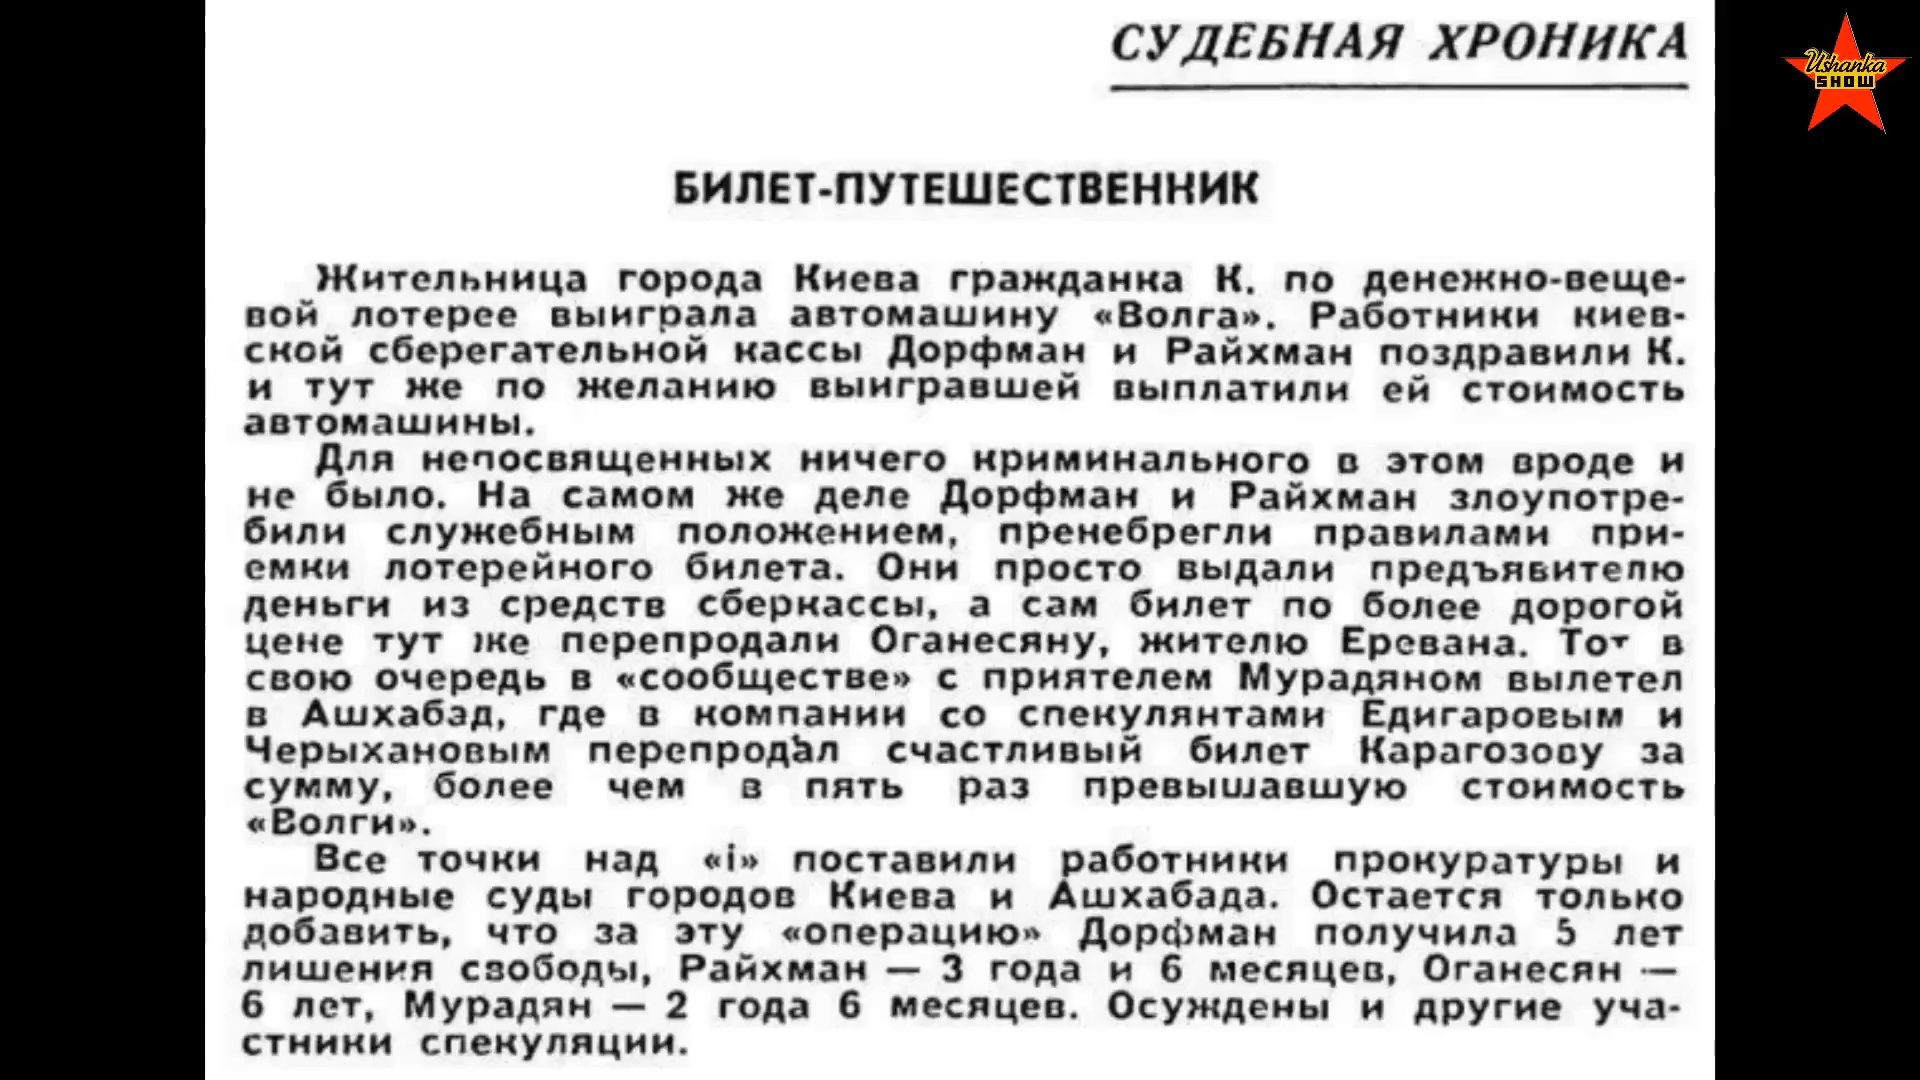 СУДЕБНАЯ ХРОНИКА
Ushanka
SHOW
БИЛЕТ-ПУТЕШЕСТВЕННИК
Жительница города Киева гражданка К. по денежно-веще-
вой лотерее выиграла автомашину «Волга». Работники киев-
ской сберегательной кассы Дорфман и Райхман поздравили К.
и тут же по желанию выигравшей выплатили ей стоимость
автомашины.
Для непосвященных ничего криминального в этом вроде и
не было. На самом же деле Дорфман и Райхман злоупотре-
били служебным положением, пренебрегли правилами при-
емки лотерейного билета. Они просто выдали предъявителю
деньги из средств сберкассы, а сам билет по более дорогой
цене тут же перепродали Оганесяну, жителю Еревана. Тот в
свою очередь в «сообществе» с приятелем Мурадяном вылетел
в Ашхабад, где в компании со спекулянтами Едигаровым и
Черыхановым перепродал счастливый билет Карагозову за
сумму, более чем в пять раз превышавшую стоимость
«Волги».
Все точки над «і» поставили работники прокуратуры и
народные суды городов Киева и Ашхабада. Остается только
добавить, что за эту «операцию» Дорфман получила 5 лет
лишения свободы, Райхман — 3 года и 6 месяцев, Оганесян —
6 лет, Мурадян — 2 года 6 месяцев. Осуждены и другие уча-
стники спекуляции.